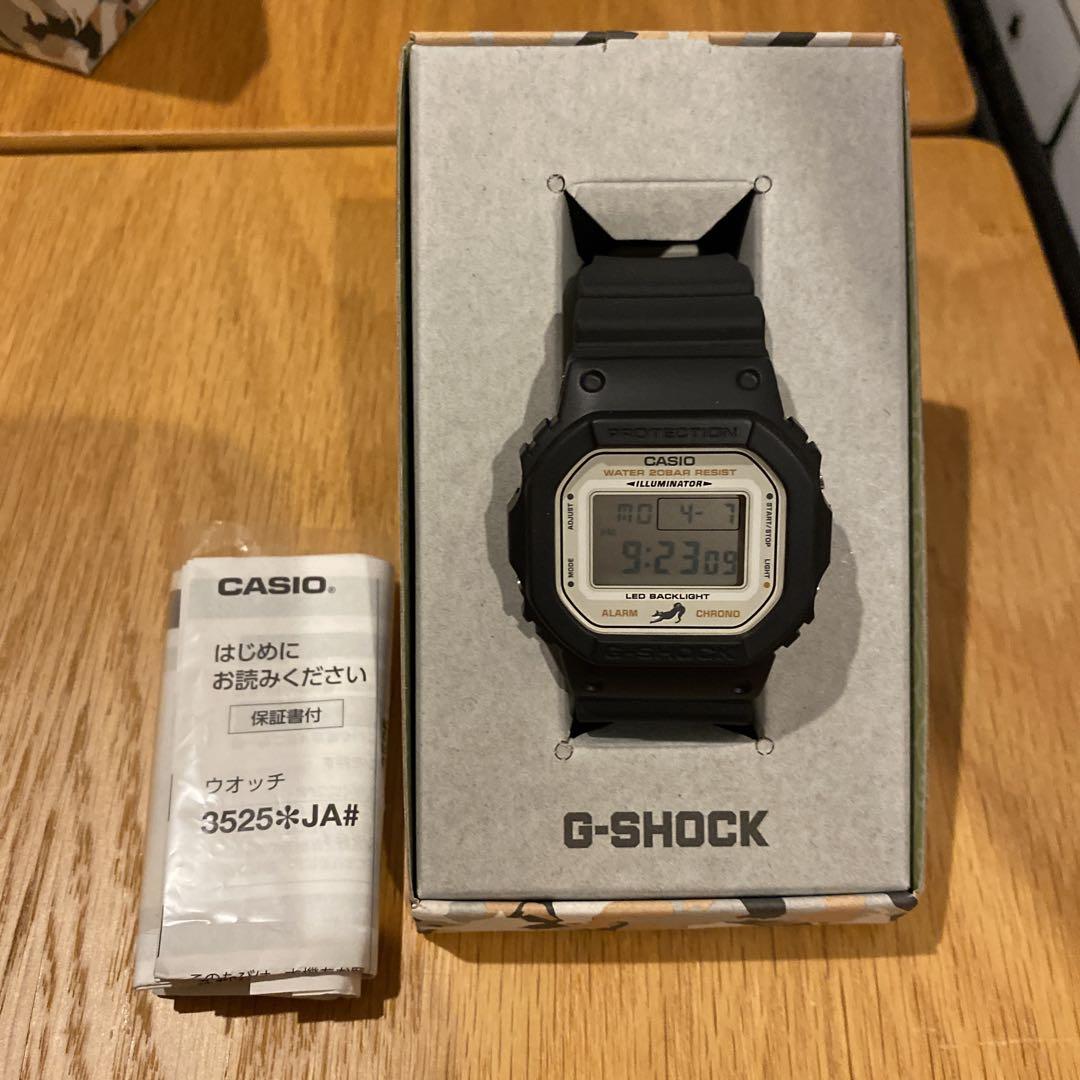 PROTECTION
CASIO
WATER 20BAR RESIST
ILLUMINATOR
ADJUST
START/STOP
MO 4- 7
9:23 09
MODE
LIGHT
LED BACKLIGHT
ALARM CHRONO
G-SHOCK
G-SHOCK
CASIO®
はじめに
お読みください
保証書付
ウオッチ
3525✻JA#